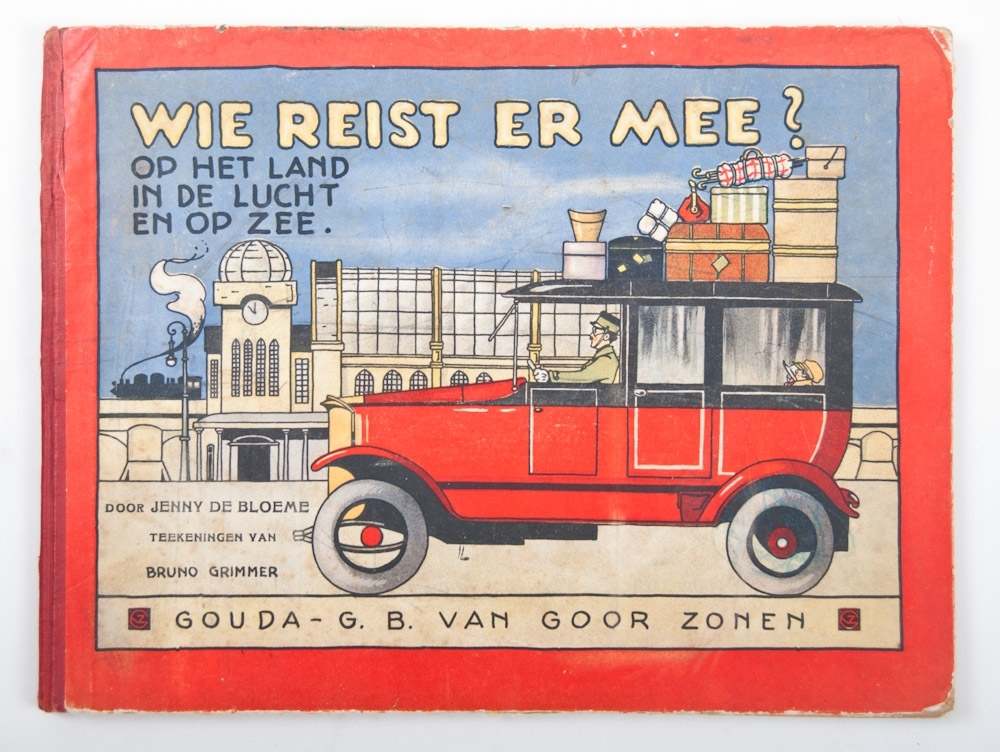 WIE REIST ER MEE?
OP HET LAND
IN DE LUCHT
EN OP ZEE.
DOOR JENNY DE BLOEME
TEEKENINGEN VAN
BRUNO GRIMMER
GOUDA – G. B. VAN GOOR ZONEN